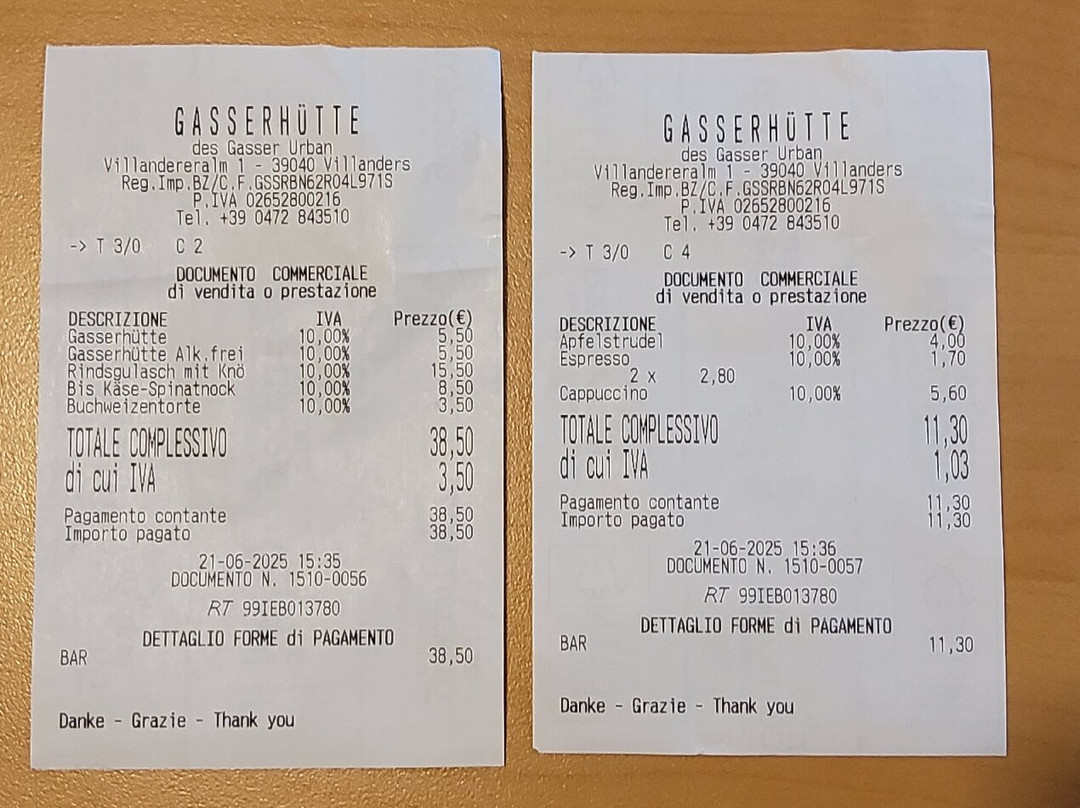 GASSERHÜTTE
des Gasser Urban
Villandereralm 1 - 39040 Villanders
Reg.Imp.BZ/C.F.GSSRBN62R04L971S
P.IVA 02652800216
Tel. +39 0472 843510
-> T 3/0 C 2
DOCUMENTO COMMERCIALE
di vendita o prestazione
DESCRIZIONE IVA Prezzo(€)
Gasserhütte 10,00% 5,50
Gasserhütte Alk.frei 10,00% 5,50
Rindsgulasch mit Knö 10,00% 15,50
Bis Käse-Spinatnock 10,00% 8,50
Buchweizentorte 10,00% 3,50
TOTALE COMPLESSIVO 38,50
di cui IVA 3,50
Pagamento contante 38,50
Importo pagato 38,50
21-06-2025 15:35
DOCUMENTO N. 1510-0056
RT 99IEB013780
DETTAGLIO FORME di PAGAMENTO
BAR 38,50
Danke - Grazie - Thank you
GASSERHÜTTE
des Gasser Urban
Villandereralm 1 - 39040 Villanders
Reg.Imp.BZ/C.F.GSSRBN62R04L971S
P.IVA 02652800216
Tel. +39 0472 843510
-> T 3/0 C 4
DOCUMENTO COMMERCIALE
di vendita o prestazione
DESCRIZIONE IVA Prezzo(€)
Apfelstrudel 10,00% 4,00
Espresso 10,00% 1,70
2 x 2,80
Cappuccino 10,00% 5,60
TOTALE COMPLESSIVO 11,30
di cui IVA 1,03
Pagamento contante 11,30
Importo pagato 11,30
21-06-2025 15:36
DOCUMENTO N. 1510-0057
RT 99IEB013780
DETTAGLIO FORME di PAGAMENTO
BAR 11,30
Danke - Grazie - Thank you